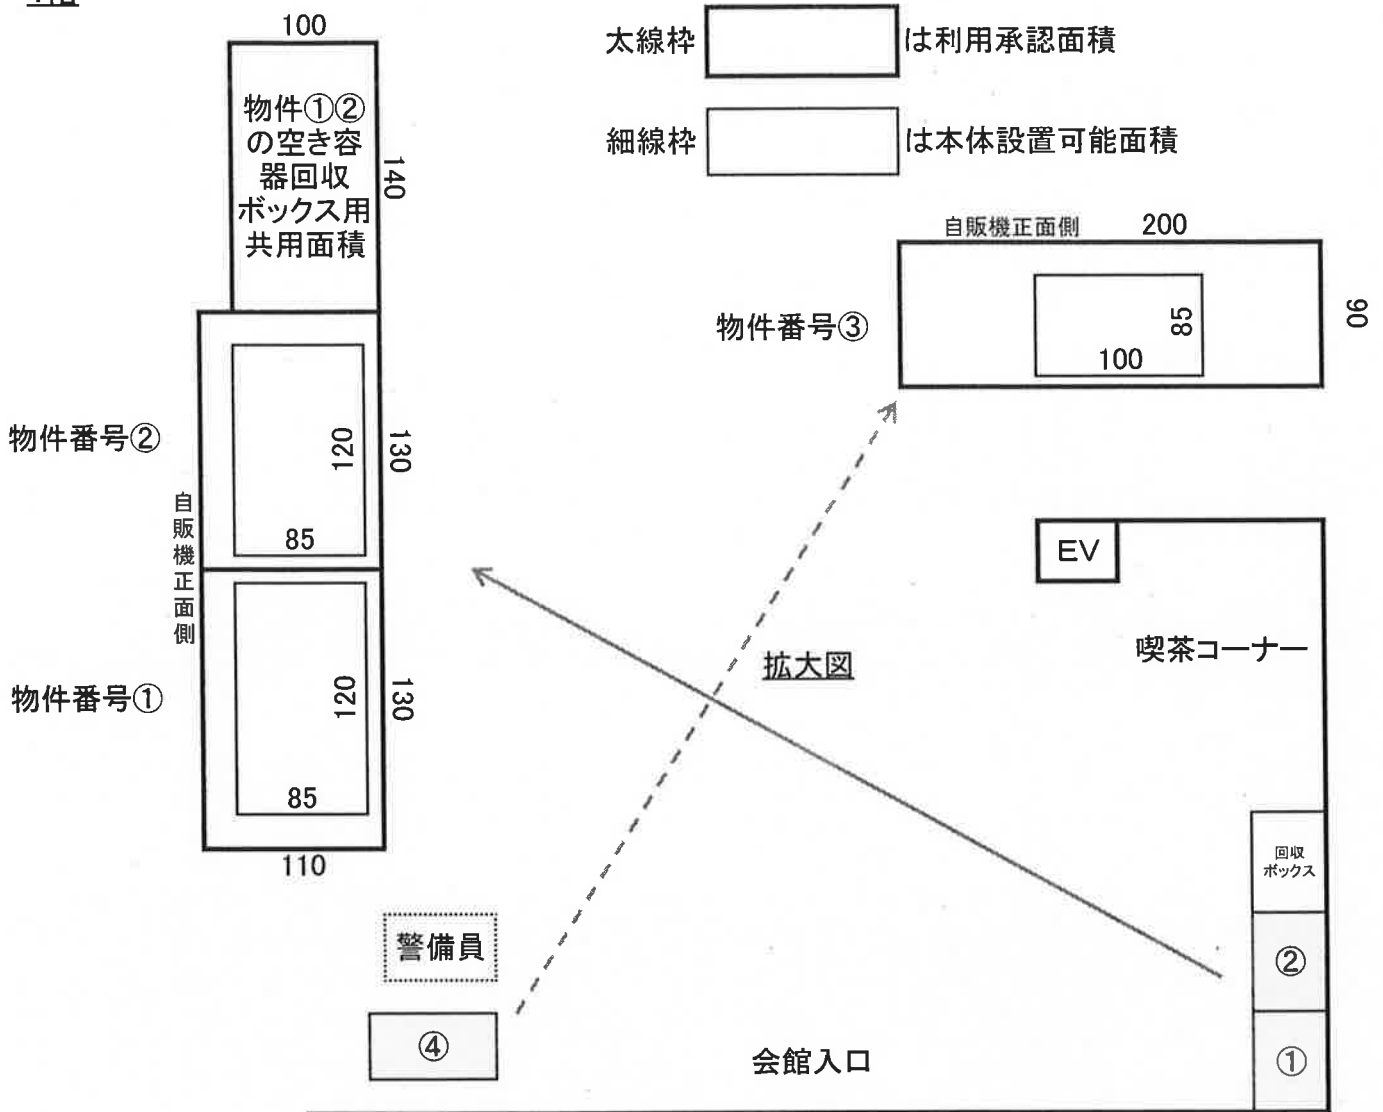 100
物件①②
の空き容
器回収
ボックス用
共用面積
140
太線枠
は利用承認面積
細線枠
は本体設置可能面積
自販機正面側
200
物件番号③
85
100
90
物件番号②
120
130
85
自販機正面側
物件番号①
120
130
85
110
EV
喫茶コーナー
拡大図
回収
ボックス
②
①
警備員
④
会館入口